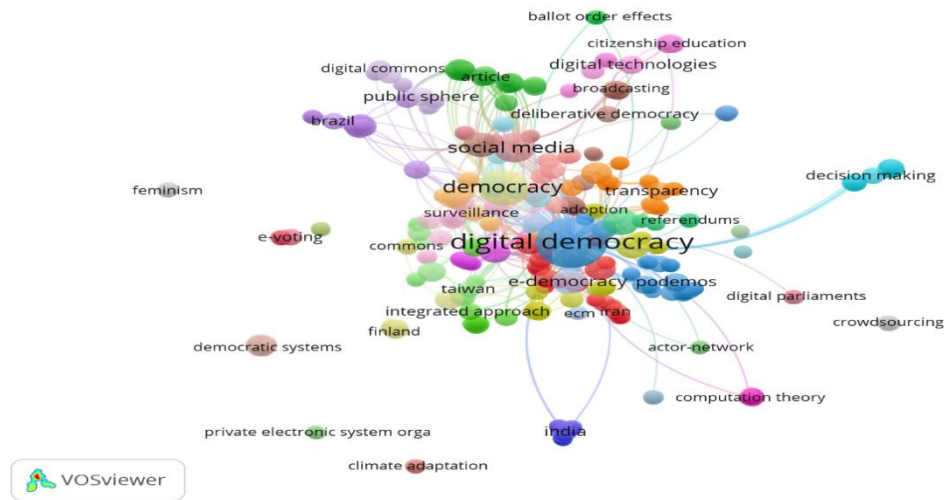 ballot order effects
citizenship education
digital commons
digital technologies
article
broadcasting
public sphere
deliberative democracy
brazil
social media
decision making
feminism
democracy
transparency
surveillance
adoption
referendums
e-voting
commons
digital democracy
e-democracy
podemos
taiwan
digital parliaments
integrated approach
ecm
iran
crowdsourcing
finland
democratic systems
actor-network
computation theory
private electronic system orga
india
climate adaptation
VOSviewer